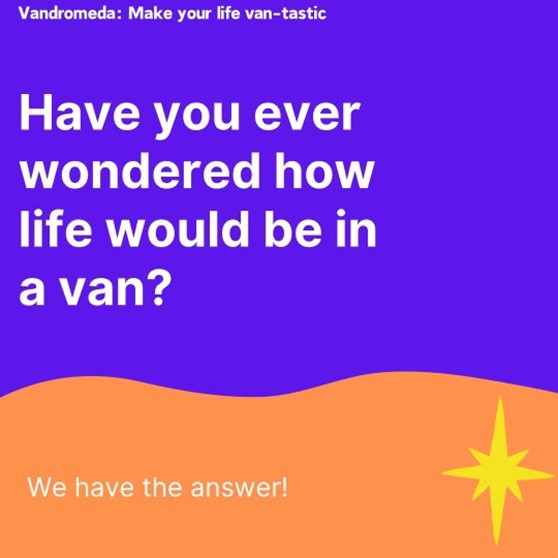 Vandromeda: Make your life van-tastic
Have you ever
wondered how
life would be in
a van?
We have the answer!